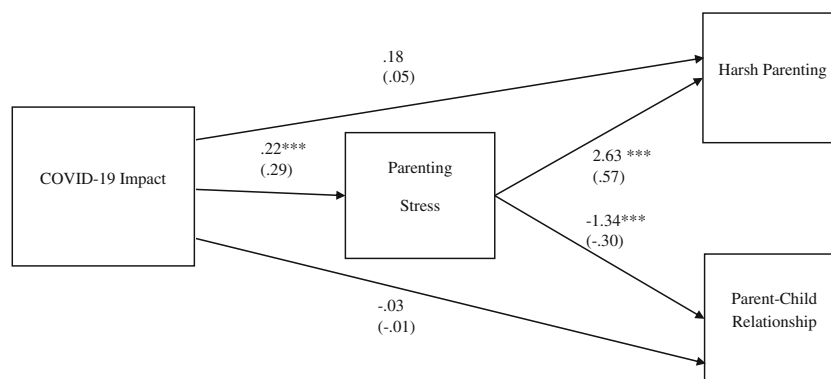 .18
(.05)
Harsh Parenting
.22***
(.29)
COVID-19 Impact
Parenting
Stress
2.63 ***
(.57)
-1.34***
(-.30)
-.03
(-.01)
Parent-Child
Relationship